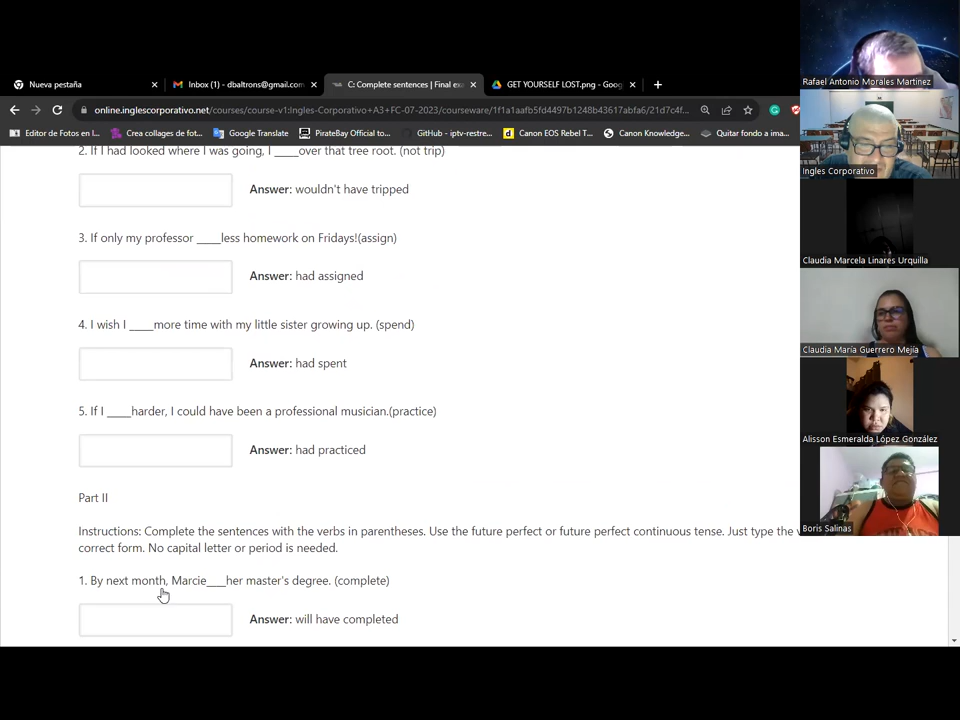 Nueva pestaña
Inbox (1) - dbaltrons@gmail.com
C: Complete sentences | Final exa
GET YOURSELF LOST.png - Goog
online.inglescorporativo.net/courses/course-v1:Ingles-Corporativo+A3+FC-07-2023/courseware/1f1a1aafb5fd4497b1248b43617abfa6/21d7c4f...
Editor de Fotos en l...
Crea collages de fot...
Google Translate
PirateBay Official to...
GitHub - iptv-restre...
Canon EOS Rebel T...
Canon Knowledge...
Quitar fondo a ima...
2. If I had looked where I was going, I ____over that tree root. (not trip)
Answer: wouldn't have tripped
3. If only my professor ____less homework on Fridays!(assign)
Answer: had assigned
4. I wish I ____more time with my little sister growing up. (spend)
Answer: had spent
5. If I ____harder, I could have been a professional musician.(practice)
Answer: had practiced
Part II
Instructions: Complete the sentences with the verbs in parentheses. Use the future perfect or future perfect continuous tense. Just type the
correct form. No capital letter or period is needed.
1. By next month, Marcie___her master's degree. (complete)
Answer: will have completed
Rafael Antonio Morales Martinez
Ingles Corporativo
Claudia Marcela Linares Urquilla
Claudia María Guerrero Mejía
Alisson Esmeralda López González
Boris Salinas